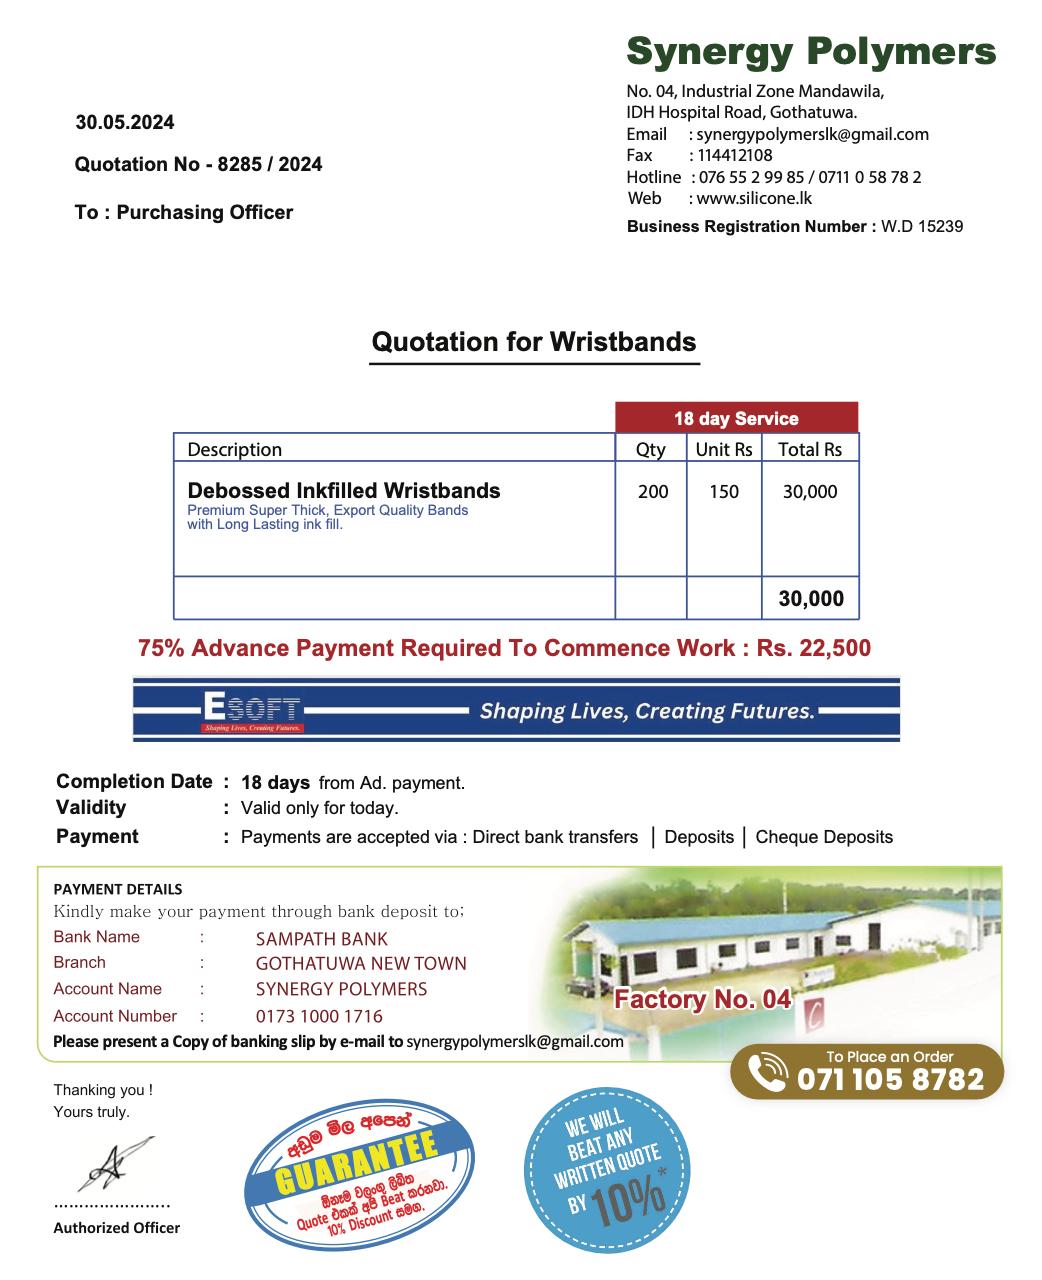 Synergy Polymers
No. 04, Industrial Zone Mandawila,
IDH Hospital Road, Gothatuwa.
Email : synergypolymerslk@gmail.com
Fax : 114412108
Hotline : 076 55 2 99 85 / 0711 0 58 78 2
Web : www.silicone.lk
Business Registration Number : W.D 15239
30.05.2024
Quotation No - 8285 / 2024
To : Purchasing Officer
Quotation for Wristbands
18 day Service
Description Qty Unit Rs Total Rs
Debossed Inkfilled Wristbands 200 150 30,000
Premium Super Thick, Export Quality Bands
with Long Lasting ink fill.
30,000
75% Advance Payment Required To Commence Work : Rs. 22,500
ESOFT
Shaping Lives, Creating Futures.
Shaping Lives, Creating Futures.
Completion Date : 18 days from Ad. payment.
Validity : Valid only for today.
Payment : Payments are accepted via : Direct bank transfers | Deposits | Cheque Deposits
PAYMENT DETAILS
Kindly make your payment through bank deposit to;
Bank Name : SAMPATH BANK
Branch : GOTHATUWA NEW TOWN
Account Name : SYNERGY POLYMERS
Account Number : 0173 1000 1716
Please present a Copy of banking slip by e-mail to synergypolymerslk@gmail.com
Factory No. 04
C
To Place an Order
071 105 8782
Thanking you !
Yours truly.
Authorized Officer
අඩුම මිල අපෙන්
GUARANTEE
ඕනෑම වලංගු ලිඛිත
Quote එකක් අපි Beat කරනවා.
10% Discount සමග.
WE WILL
BEAT ANY
WRITTEN QUOTE
BY 10%*